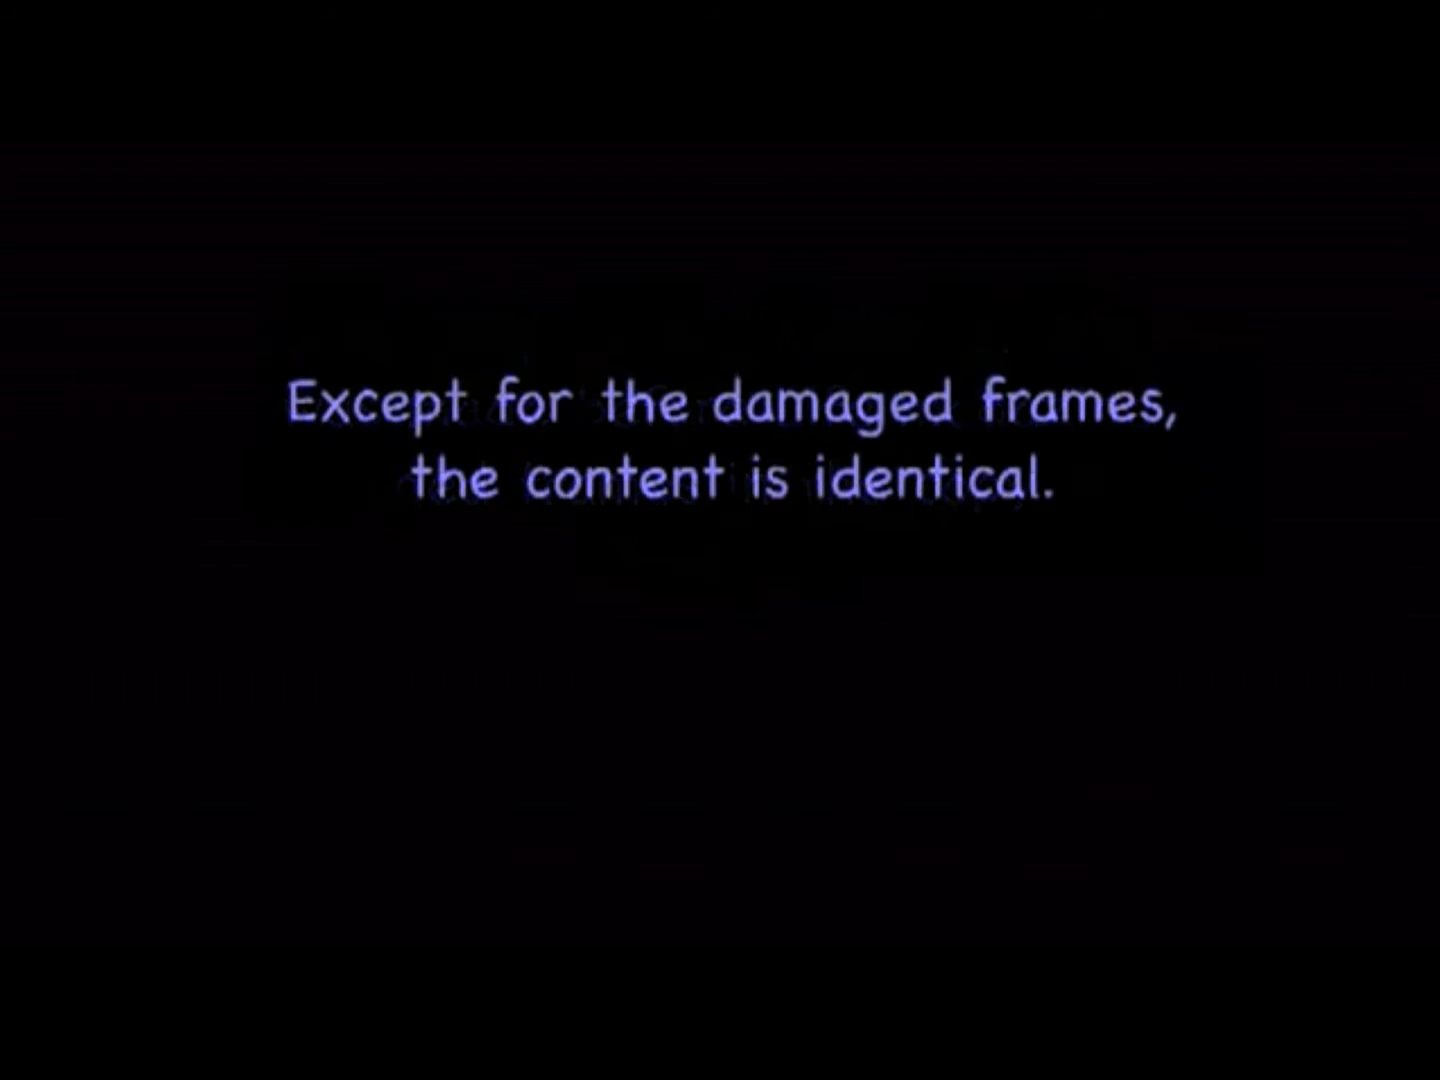 Except for the damaged frames,
the content is identical.